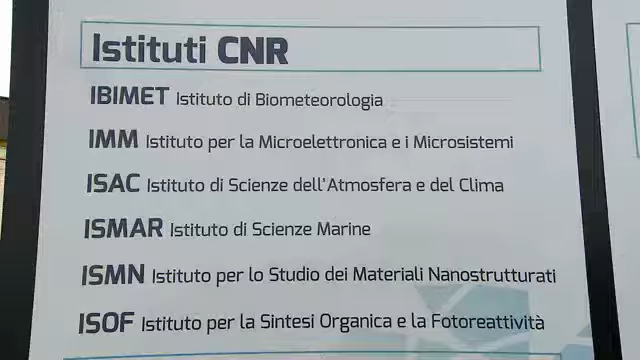 Istituti CNR
IBIMET Istituto di Biometeorologia
IMM Istituto per la Microelettronica e i Microsistemi
ISAC Istituto di Scienze dell'Atmosfera e del Clima
ISMAR Istituto di Scienze Marine
ISMN Istituto per lo Studio dei Materiali Nanostrutturati
ISOF Istituto per la Sintesi Organica e la Fotoreattività